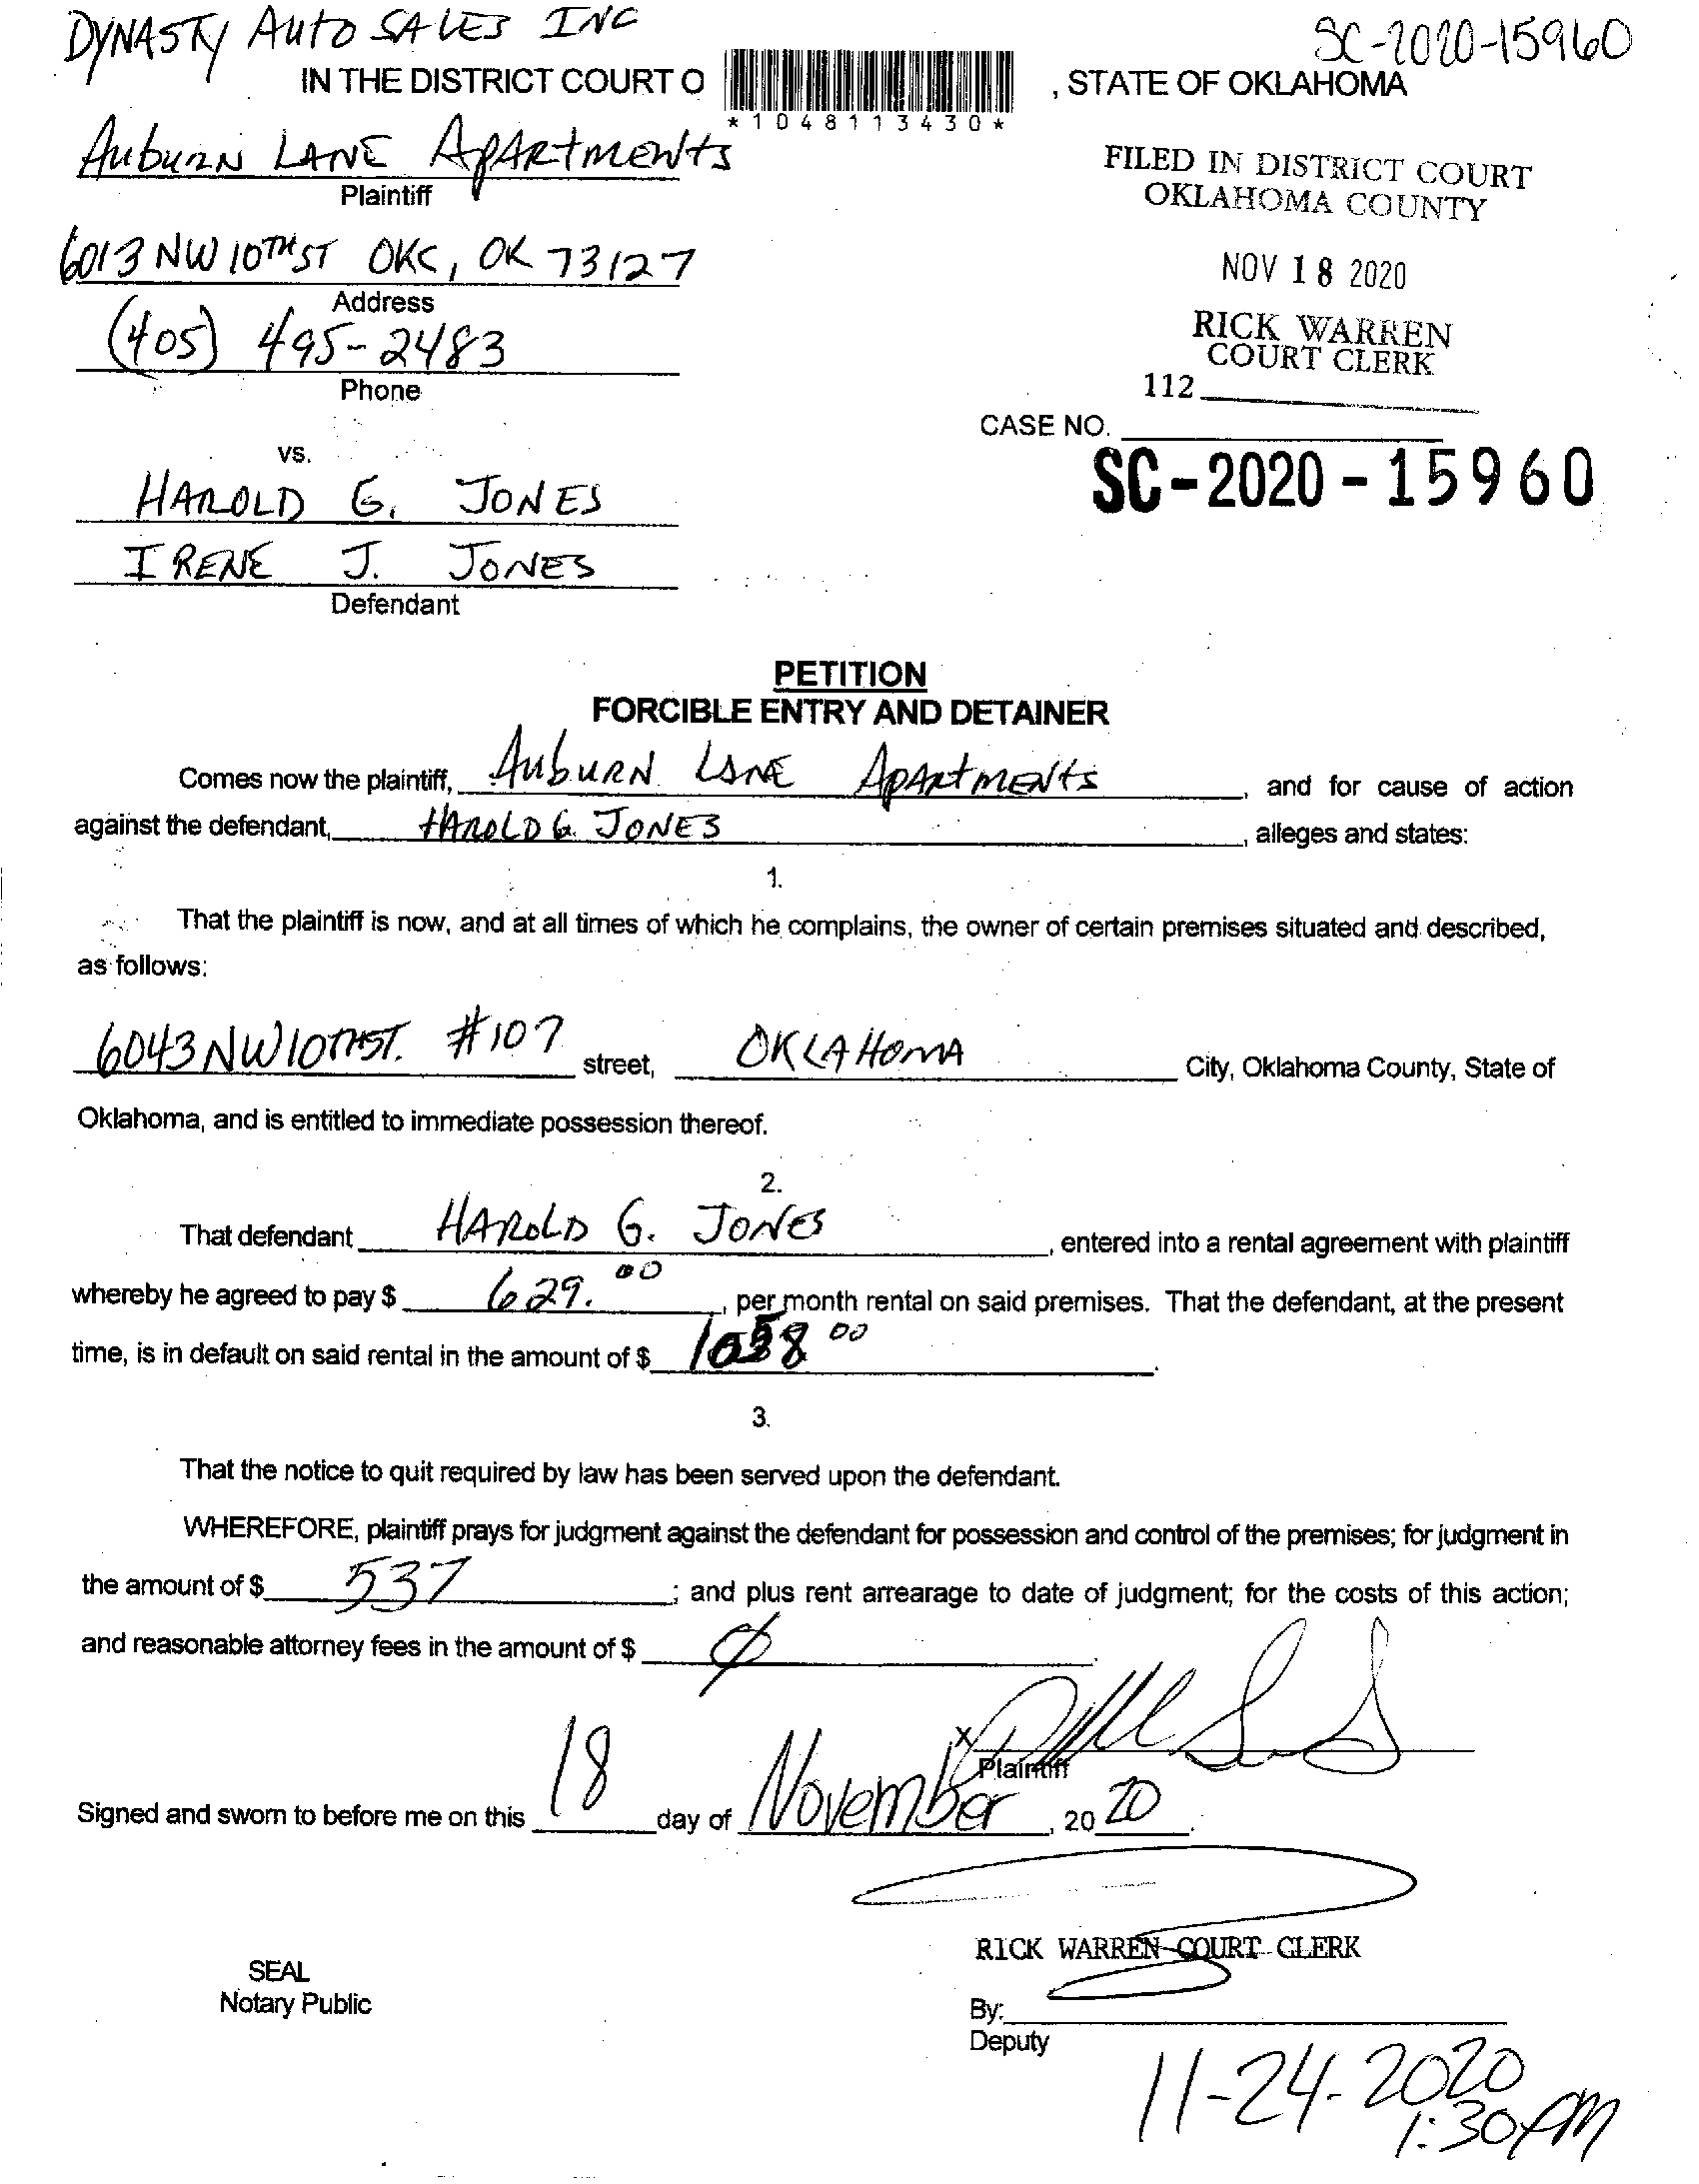 DYNASTY AUTO SALES INC
SC-2020-15960
IN THE DISTRICT COURT O , STATE OF OKLAHOMA
*1048113430*
AUBURN LANE APARTMENTS
Plaintiff
FILED IN DISTRICT COURT
OKLAHOMA COUNTY
6013 NW 10TH ST OKC, OK 73127
Address
NOV 18 2020
(405) 495-2483
Phone
RICK WARREN
COURT CLERK
112
CASE NO.
SC-2020-15960
vs.
HAROLD G. JONES
IRENE J. JONES
Defendant
PETITION
FORCIBLE ENTRY AND DETAINER
Comes now the plaintiff, AUBURN LANE APARTMENTS, and for cause of action
against the defendant, HAROLD G. JONES, alleges and states:
1.
That the plaintiff is now, and at all times of which he complains, the owner of certain premises situated and described,
as follows:
6043 NW 10TH ST. #107 street, OKLAHOMA City, Oklahoma County, State of
Oklahoma, and is entitled to immediate possession thereof.
2.
That defendant HAROLD G. JONES, entered into a rental agreement with plaintiff
whereby he agreed to pay $ 629.00, per month rental on said premises. That the defendant, at the present
time, is in default on said rental in the amount of $ .
3.
That the notice to quit required by law has been served upon the defendant.
WHEREFORE, plaintiff prays for judgment against the defendant for possession and control of the premises; for judgment in
the amount of $ 537; and plus rent arrearage to date of judgment; for the costs of this action;
and reasonable attorney fees in the amount of $ ∅.
X
Plaintiff
Signed and sworn to before me on this 18 day of November, 20 20.
RICK WARREN COURT CLERK
SEAL
Notary Public
By:
Deputy
11-24-2020
1:30PM